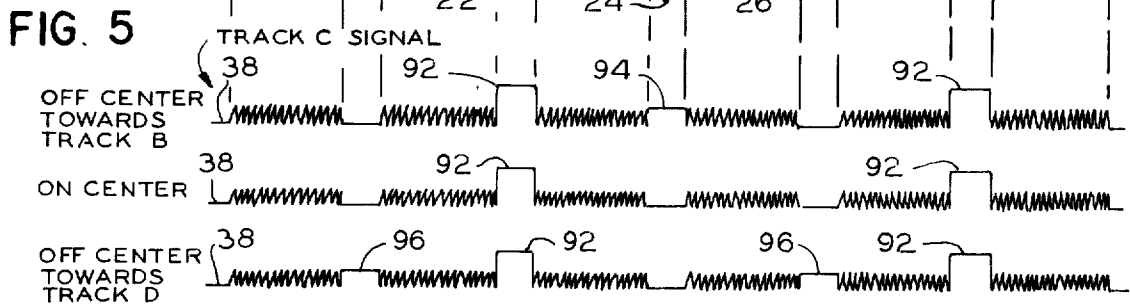 22 24 26
FIG. 5
TRACK C SIGNAL
38 92 94 92
OFF CENTER
TOWARDS
TRACK B
38 92 92
ON CENTER
38 96 92 96 92
OFF CENTER
TOWARDS
TRACK D